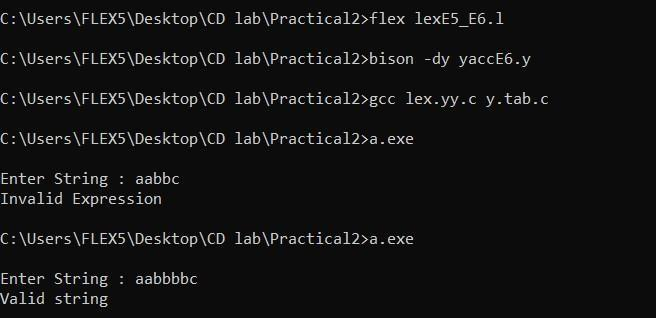 C:\Users\FLEX5\Desktop\CD lab\Practical2>flex lexE5_E6.l
C:\Users\FLEX5\Desktop\CD lab\Practical2>bison -dy yaccE6.y
C:\Users\FLEX5\Desktop\CD lab\Practical2>gcc lex.yy.c y.tab.c
C:\Users\FLEX5\Desktop\CD lab\Practical2>a.exe
Enter String : aabbc
Invalid Expression
C:\Users\FLEX5\Desktop\CD lab\Practical2>a.exe
Enter String : aabbbbc
Valid string